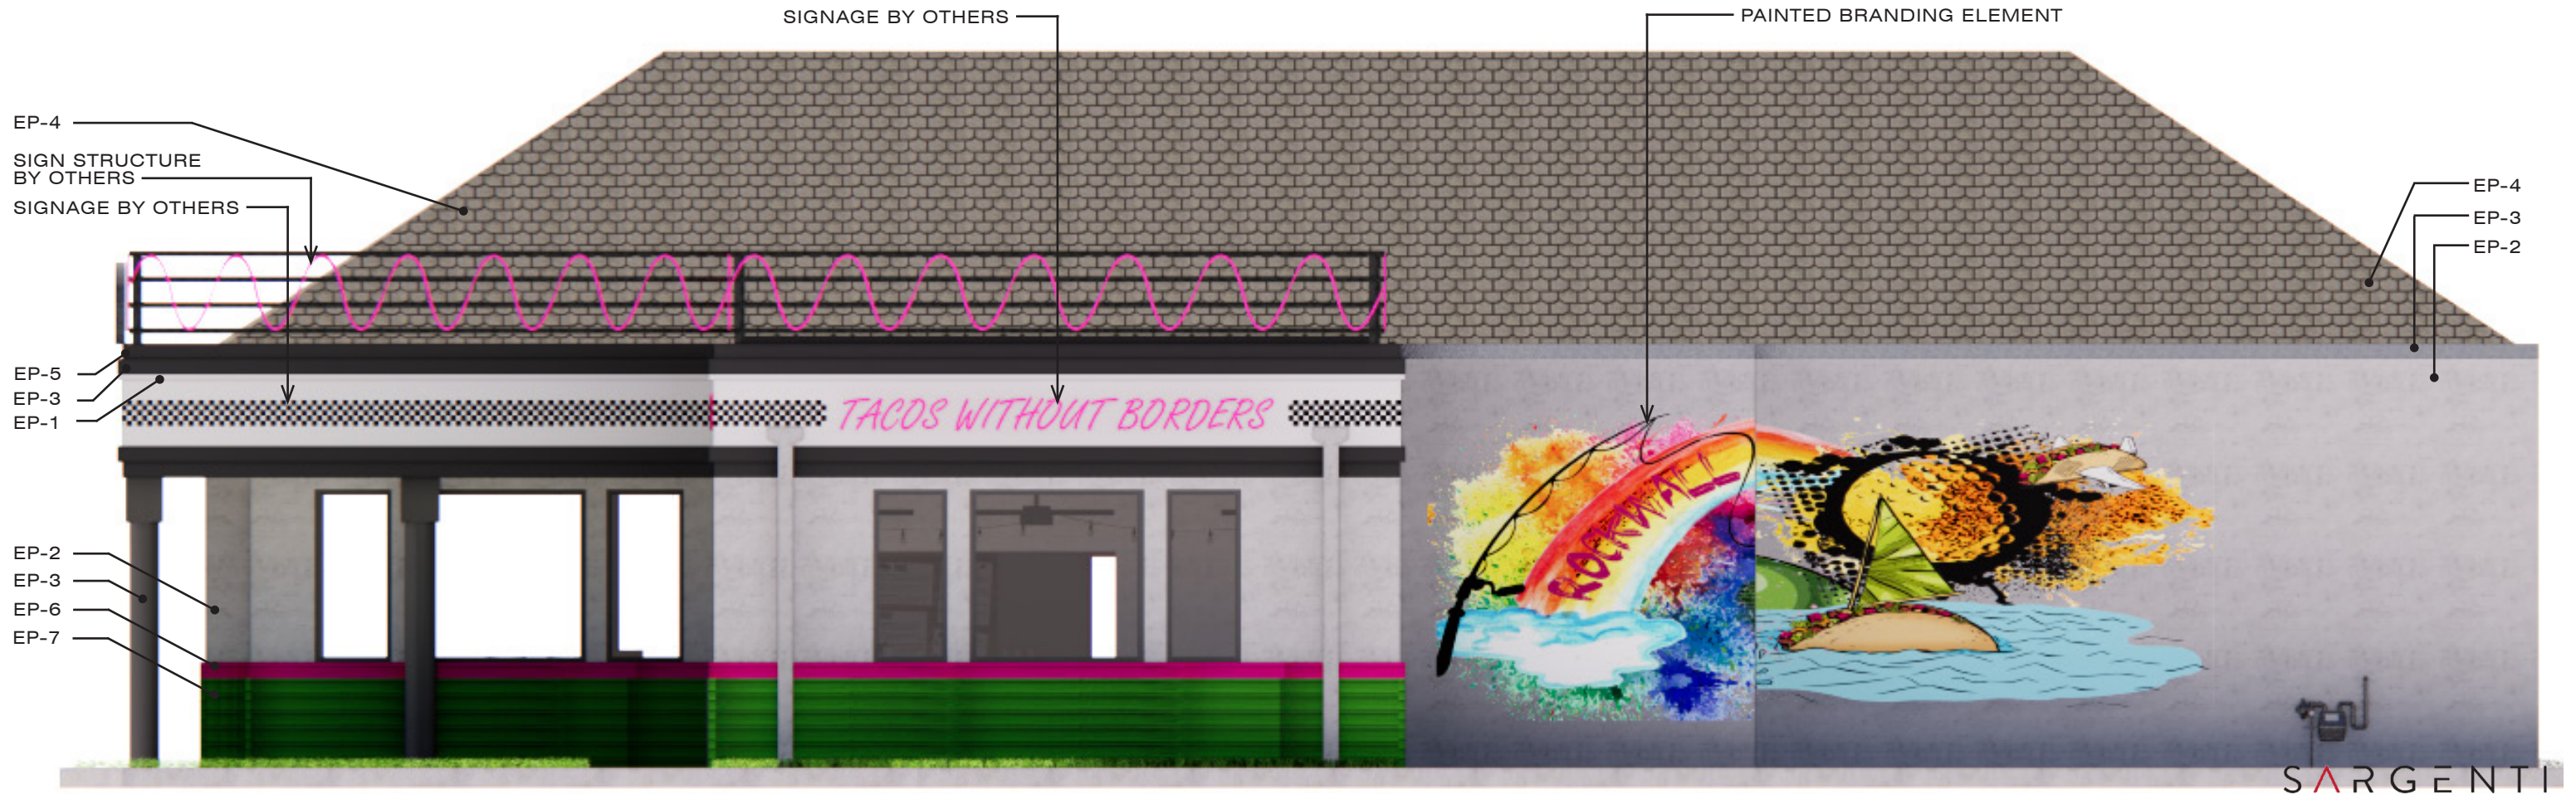 SIGNAGE BY OTHERS
PAINTED BRANDING ELEMENT
EP-4
SIGN STRUCTURE
BY OTHERS
SIGNAGE BY OTHERS
EP-4
EP-3
EP-2
EP-5
EP-3
EP-1
TACOS WITHOUT BORDERS
ROCKWALL
EP-2
EP-3
EP-6
EP-7
SARGENTI